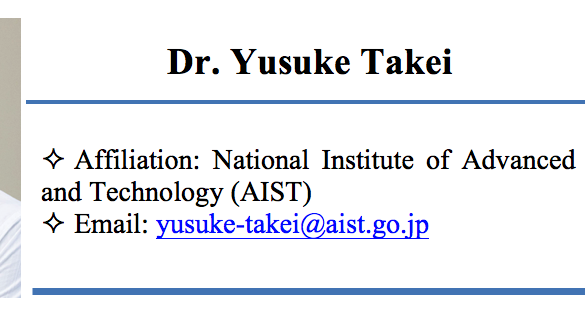 Dr. Yusuke Takei
✧ Affiliation: National Institute of Advanced
and Technology (AIST)
✧ Email: yusuke-takei@aist.go.jp